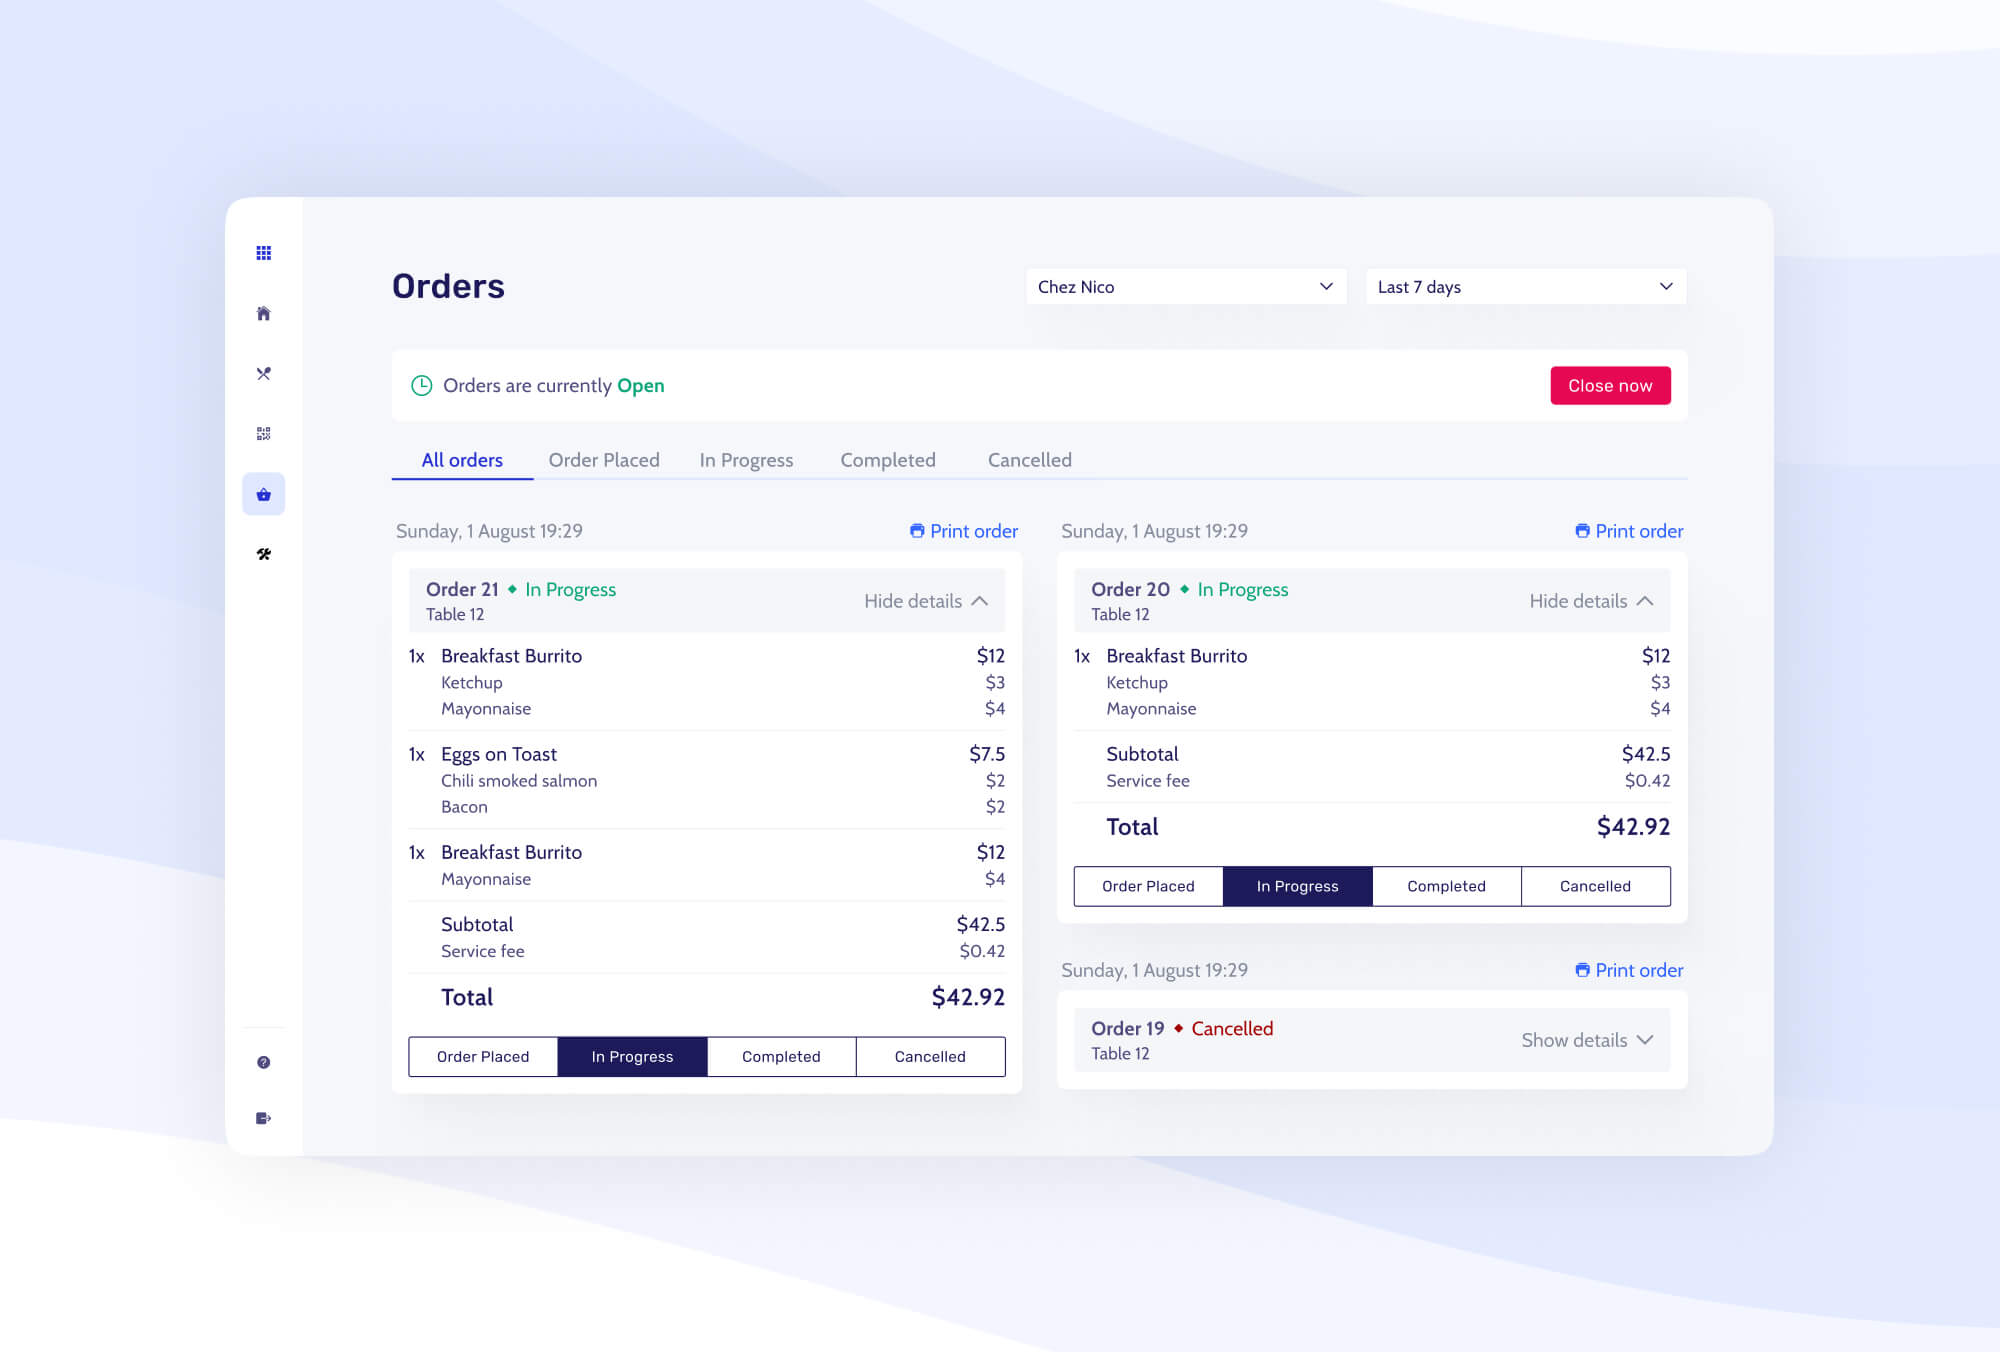 Orders
Chez Nico
Last 7 days
Orders are currently Open
Close now
All orders
Order Placed
In Progress
Completed
Cancelled
Sunday, 1 August 19:29
Print order
Order 21 ◆ In Progress
Table 12
Hide details
1x Breakfast Burrito $12
Ketchup $3
Mayonnaise $4
1x Eggs on Toast $7.5
Chili smoked salmon $2
Bacon $2
1x Breakfast Burrito $12
Mayonnaise $4
Subtotal $42.5
Service fee $0.42
Total $42.92
Order Placed
In Progress
Completed
Cancelled
Sunday, 1 August 19:29
Print order
Order 20 ◆ In Progress
Table 12
Hide details
1x Breakfast Burrito $12
Ketchup $3
Mayonnaise $4
Subtotal $42.5
Service fee $0.42
Total $42.92
Order Placed
In Progress
Completed
Cancelled
Sunday, 1 August 19:29
Print order
Order 19 ◆ Cancelled
Table 12
Show details